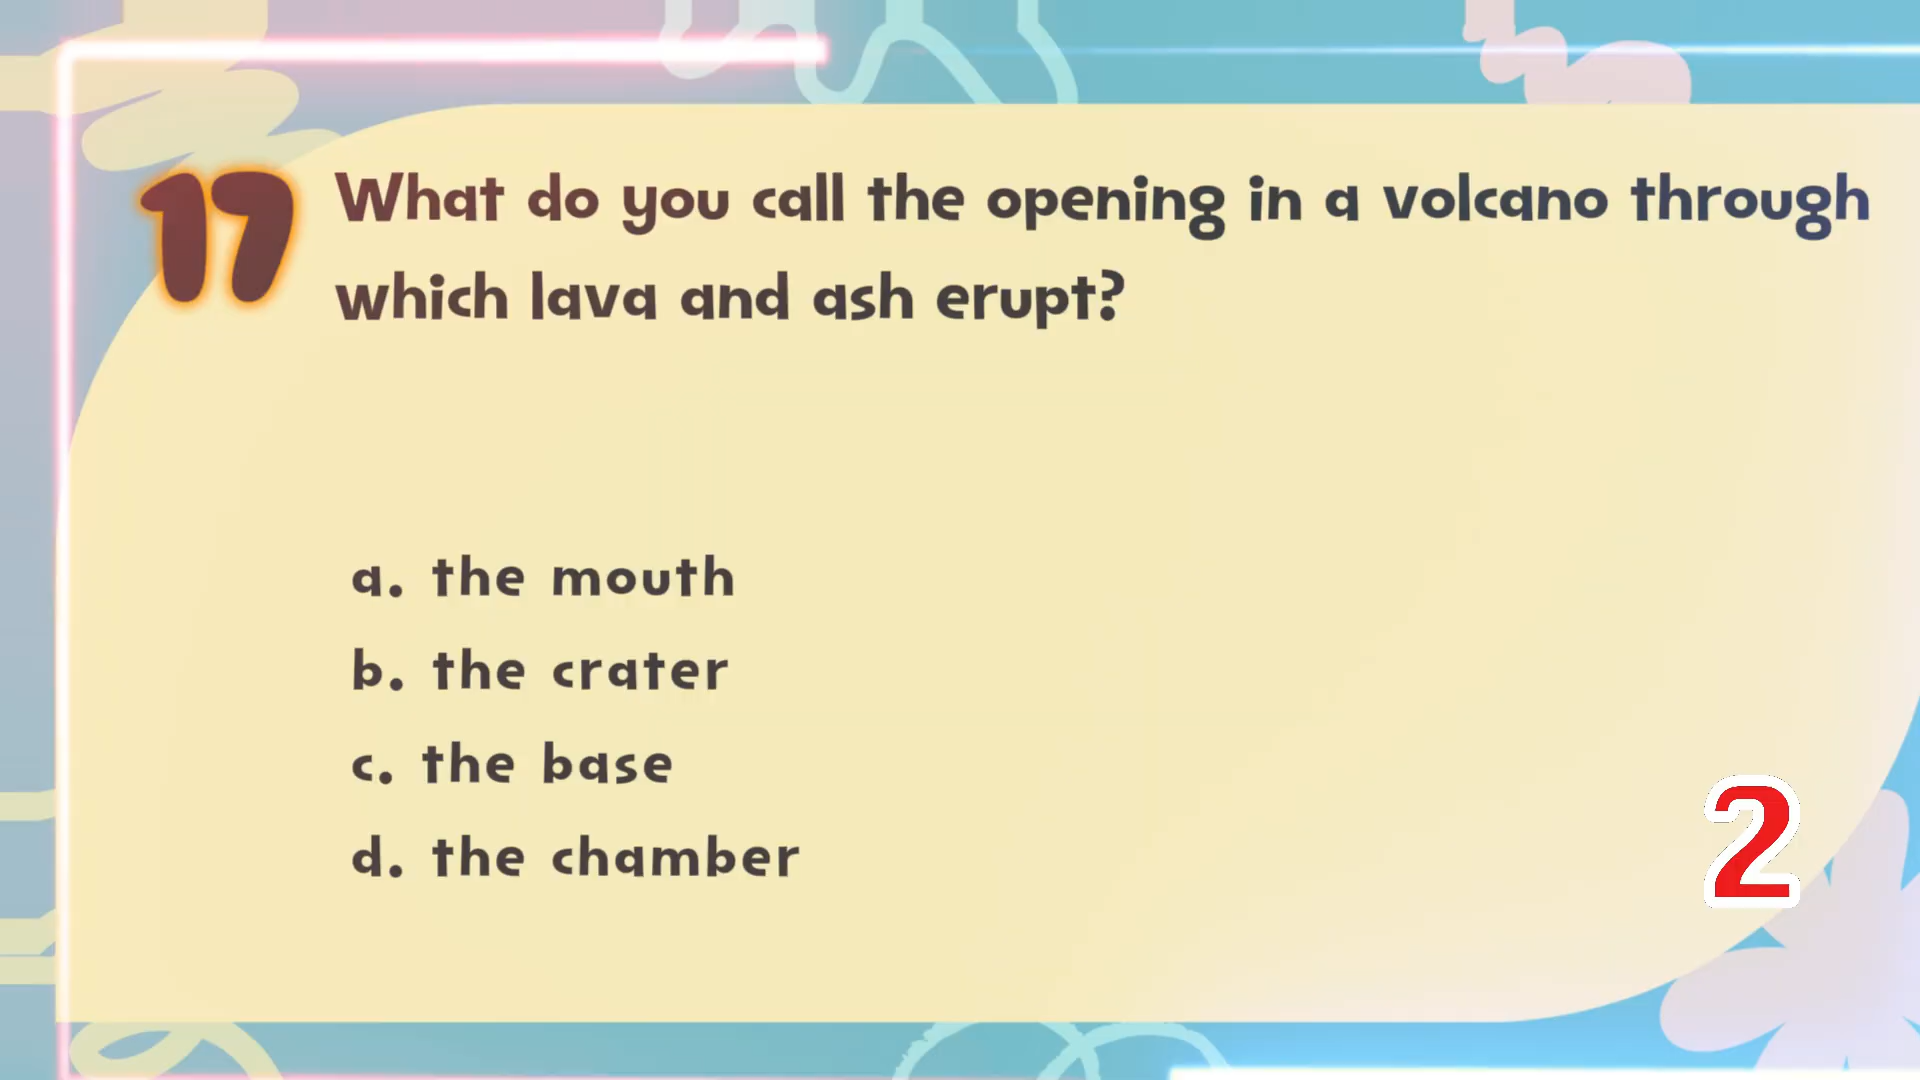 17
What do you call the opening in a volcano through
which lava and ash erupt?
a. the mouth
b. the crater
c. the base
d. the chamber
2